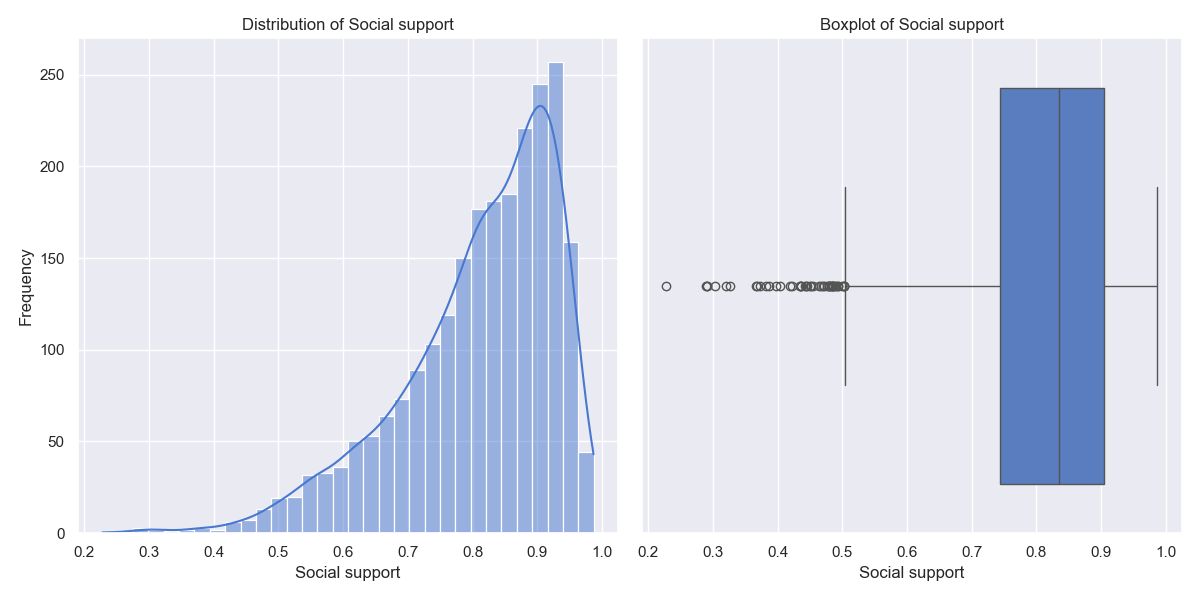 Distribution of Social support
Frequency
250
200
150
100
50
0
0.2 0.3 0.4 0.5 0.6 0.7 0.8 0.9 1.0
Social support
Boxplot of Social support
0.2 0.3 0.4 0.5 0.6 0.7 0.8 0.9 1.0
Social support